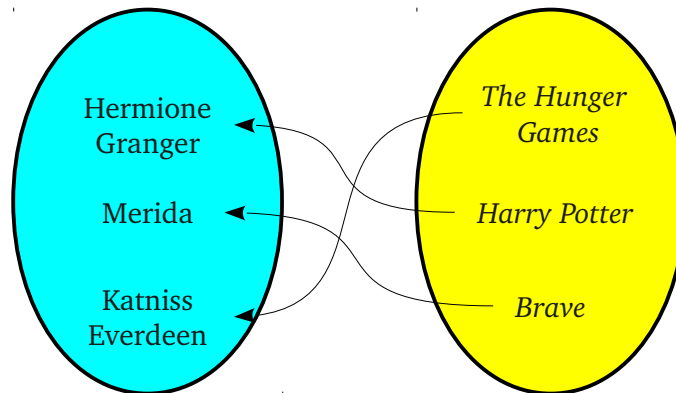 Hermione
Granger
Merida
Katniss
Everdeen
The Hunger
Games
Harry Potter
Brave